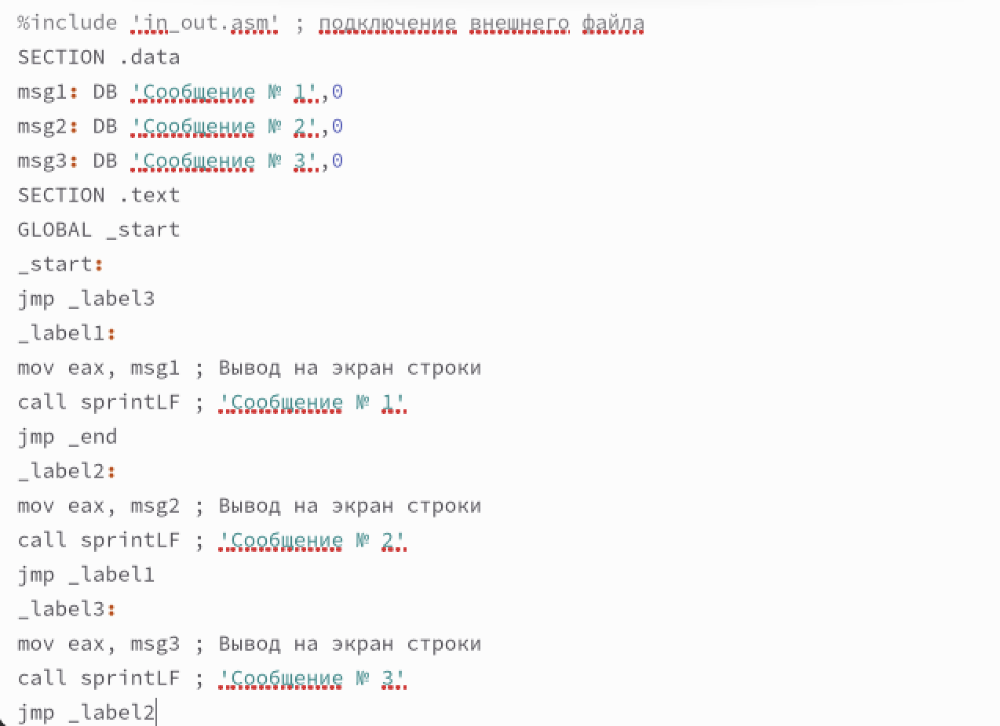 %include 'in_out.asm' ; подключение внешнего файла
SECTION .data
msg1: DB 'Сообщение № 1',0
msg2: DB 'Сообщение № 2',0
msg3: DB 'Сообщение № 3',0
SECTION .text
GLOBAL _start
_start:
jmp _label3
_label1:
mov eax, msg1 ; Вывод на экран строки
call sprintLF ; 'Сообщение № 1'
jmp _end
_label2:
mov eax, msg2 ; Вывод на экран строки
call sprintLF ; 'Сообщение № 2'
jmp _label1
_label3:
mov eax, msg3 ; Вывод на экран строки
call sprintLF ; 'Сообщение № 3'
jmp _label2